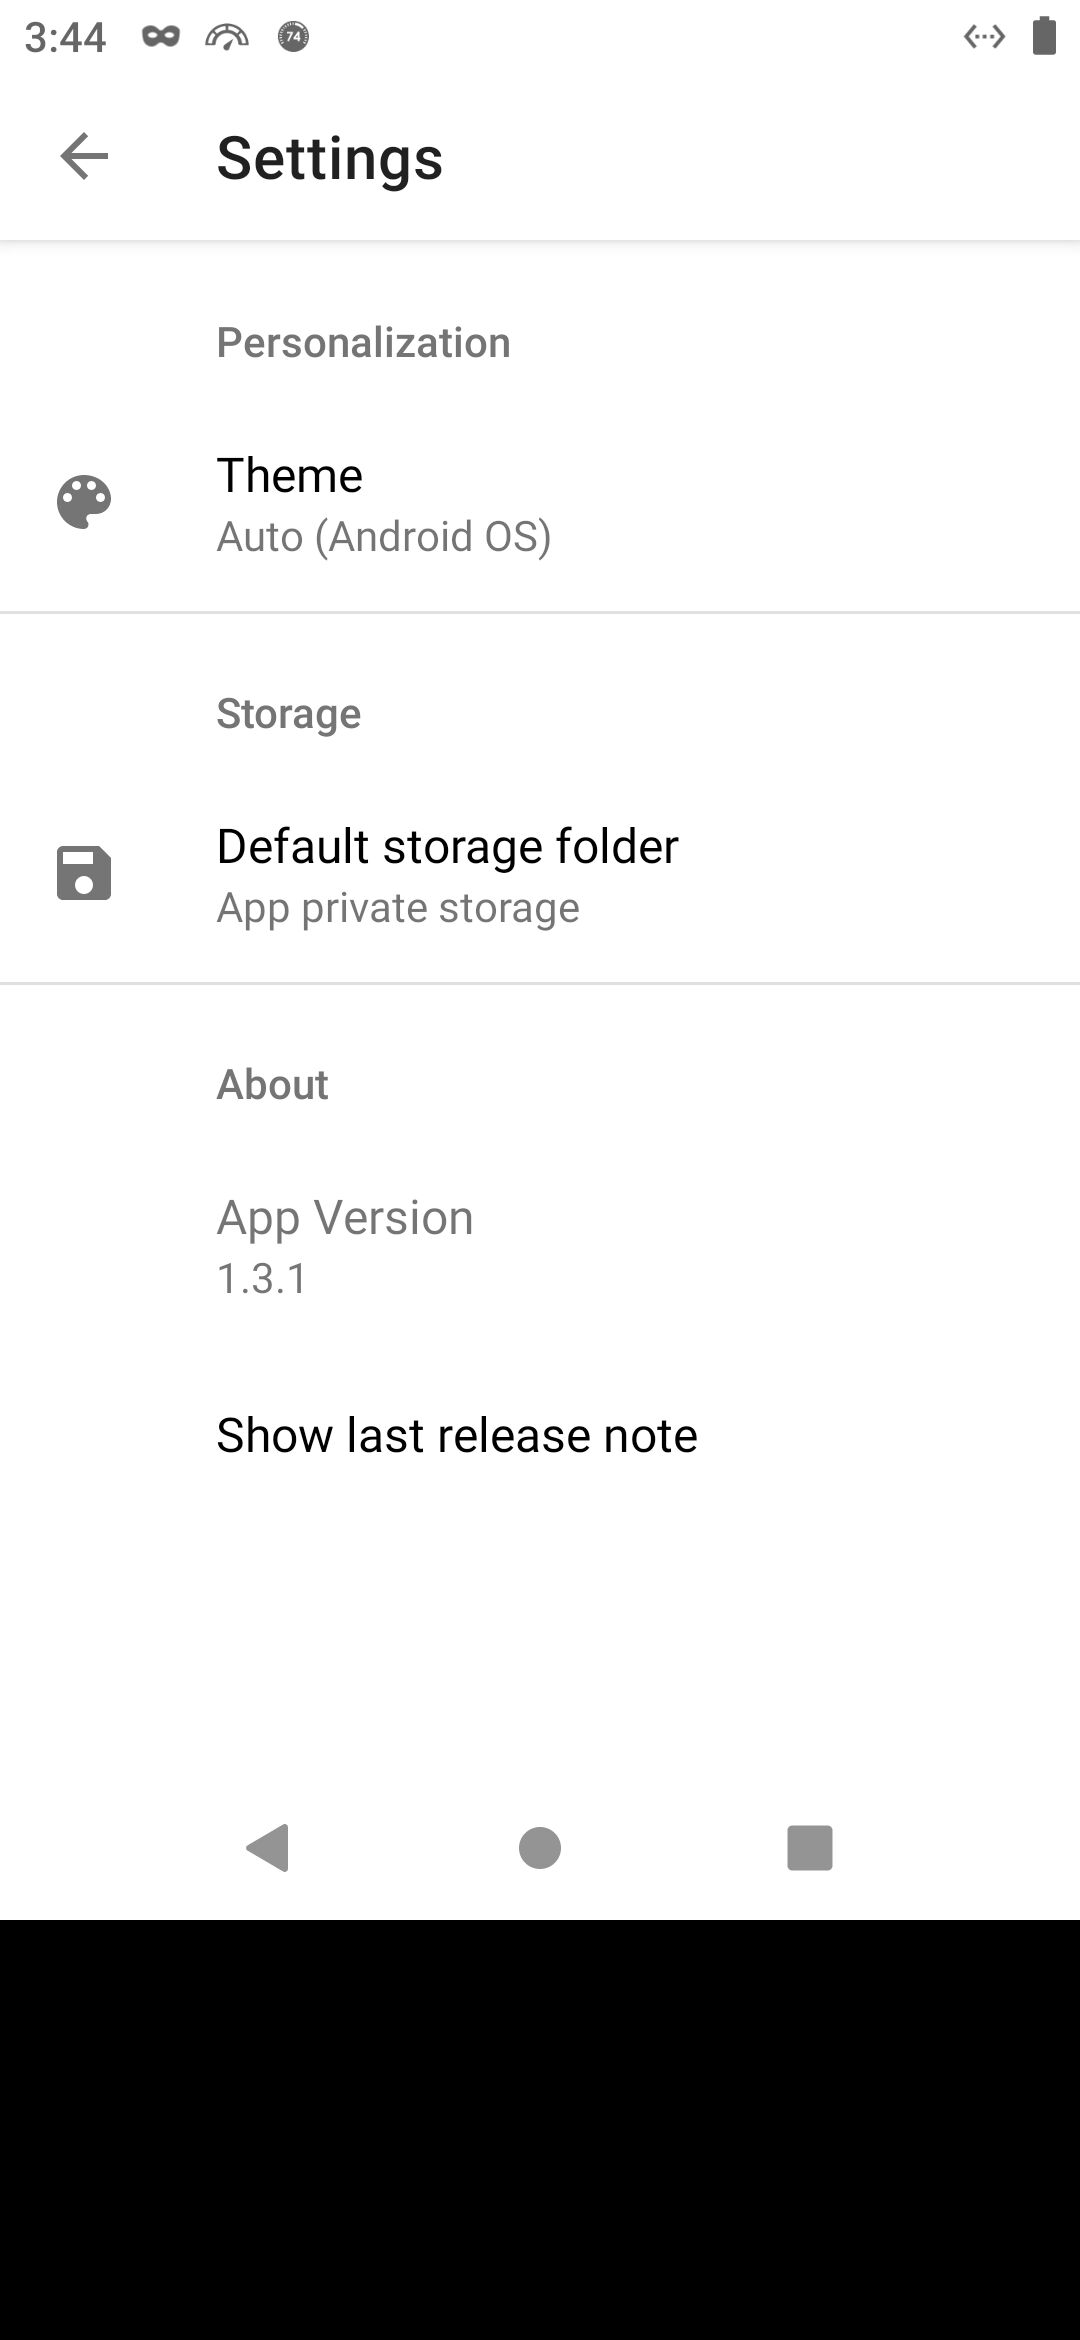 3:44
74
Settings
Personalization
Theme
Auto (Android OS)
Storage
Default storage folder
App private storage
About
App Version
1.3.1
Show last release note